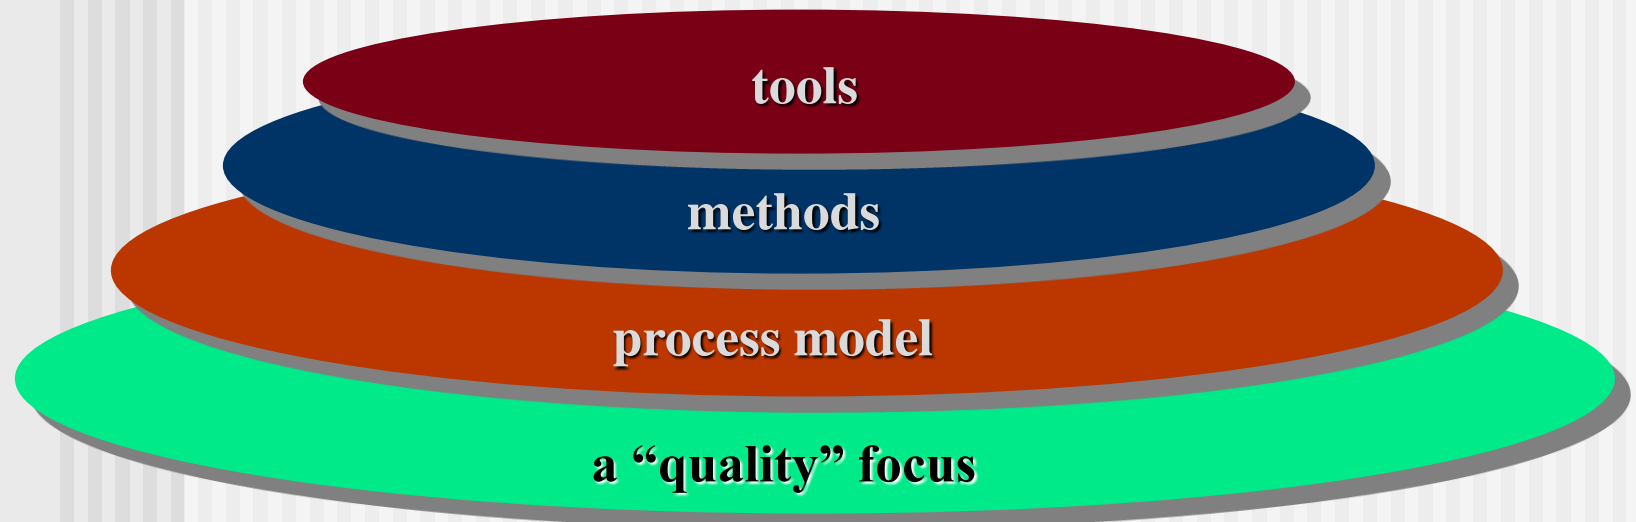 tools
methods
process model
a “quality” focus